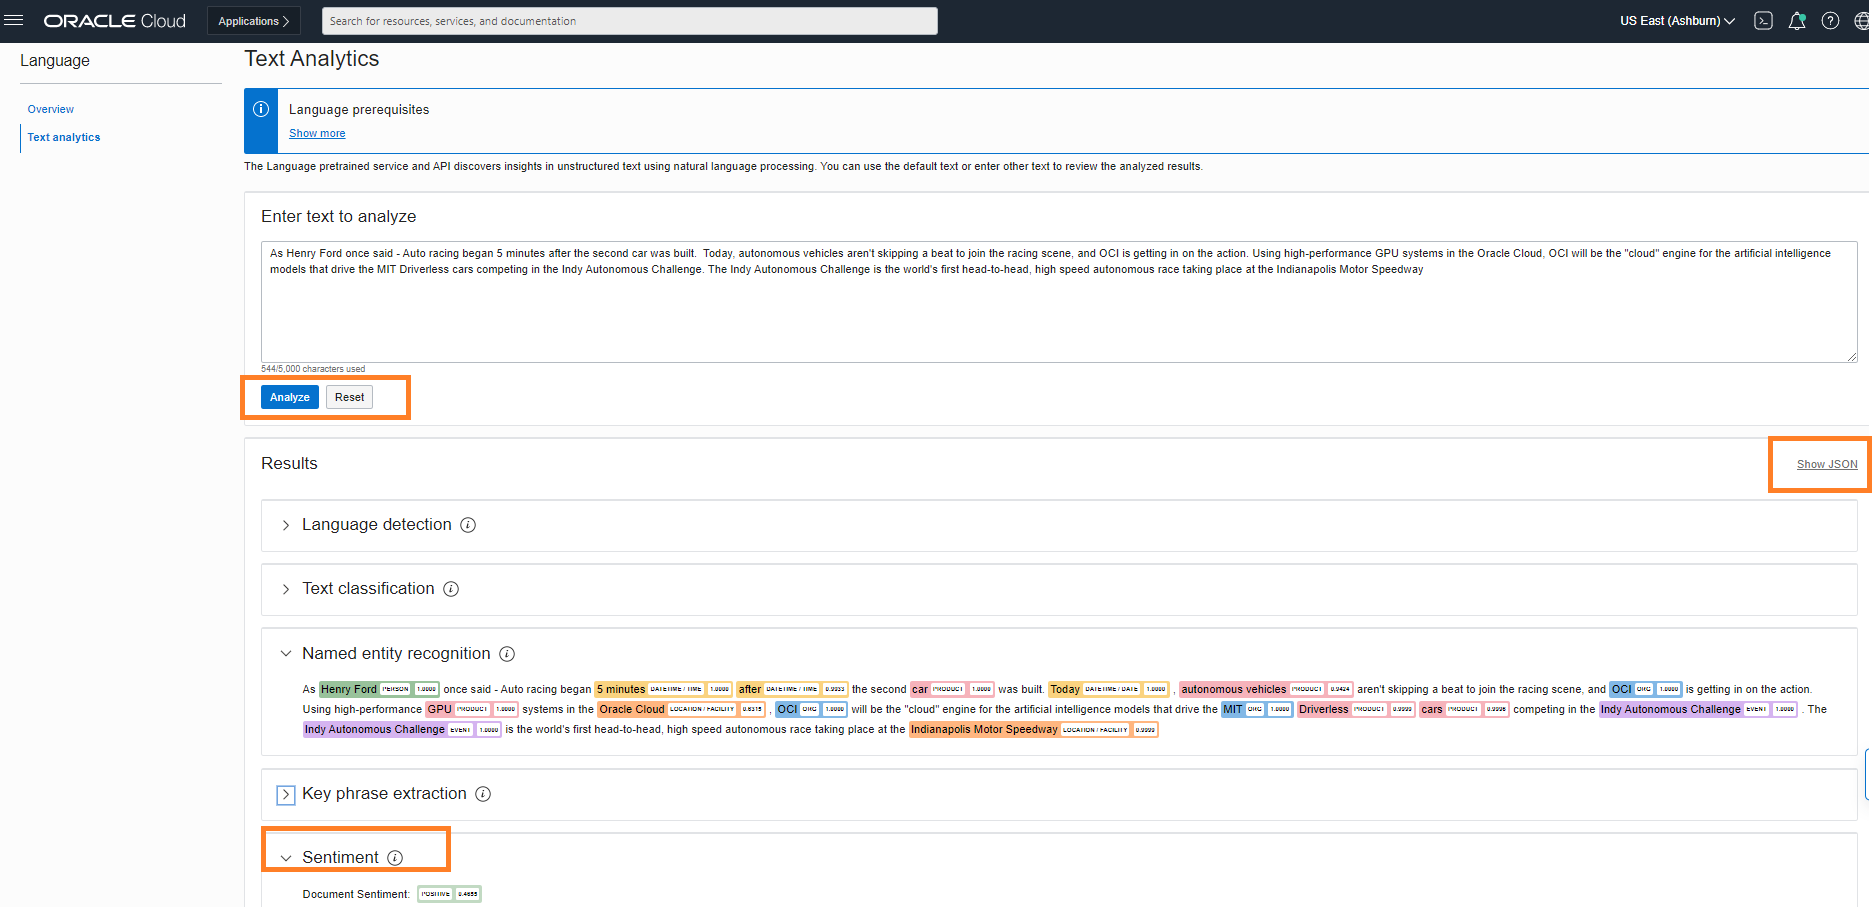 ORACLE Cloud
Applications
Search for resources, services, and documentation
US East (Ashburn)
Language
Overview
Text analytics
Text Analytics
Language prerequisites
Show more
The Language pretrained service and API discovers insights in unstructured text using natural language processing. You can use the default text or enter other text to review the analyzed results.
Enter text to analyze
As Henry Ford once said - Auto racing began 5 minutes after the second car was built.  Today, autonomous vehicles aren't skipping a beat to join the racing scene, and OCI is getting in on the action. Using high-performance GPU systems in the Oracle Cloud, OCI will be the "cloud" engine for the artificial intelligence
models that drive the MIT Driverless cars competing in the Indy Autonomous Challenge. The Indy Autonomous Challenge is the world's first head-to-head, high speed autonomous race taking place at the Indianapolis Motor Speedway
544/5,000 characters used
Analyze Reset
Results
Show JSON
Language detection
Text classification
Named entity recognition
As Henry Ford PERSON 1.0000 once said - Auto racing began 5 minutes DATETIME / TIME 1.0000 after DATETIME / TIME 0.9933 the second car PRODUCT 1.0000 was built. Today DATETIME / DATE 1.0000 , autonomous vehicles PRODUCT 0.9424 aren't skipping a beat to join the racing scene, and OCI ORG 1.0000 is getting in on the action.
Using high-performance GPU PRODUCT 1.0000 systems in the Oracle Cloud LOCATION / FACILITY 0.6315 , OCI ORG 1.0000 will be the "cloud" engine for the artificial intelligence models that drive the MIT ORG 1.0000 Driverless PRODUCT 0.9999 cars PRODUCT 0.9998 competing in the Indy Autonomous Challenge EVENT 1.0000 . The
Indy Autonomous Challenge EVENT 1.0000 is the world's first head-to-head, high speed autonomous race taking place at the Indianapolis Motor Speedway LOCATION / FACILITY 0.9999
Key phrase extraction
Sentiment
Document Sentiment: POSITIVE 0.4655